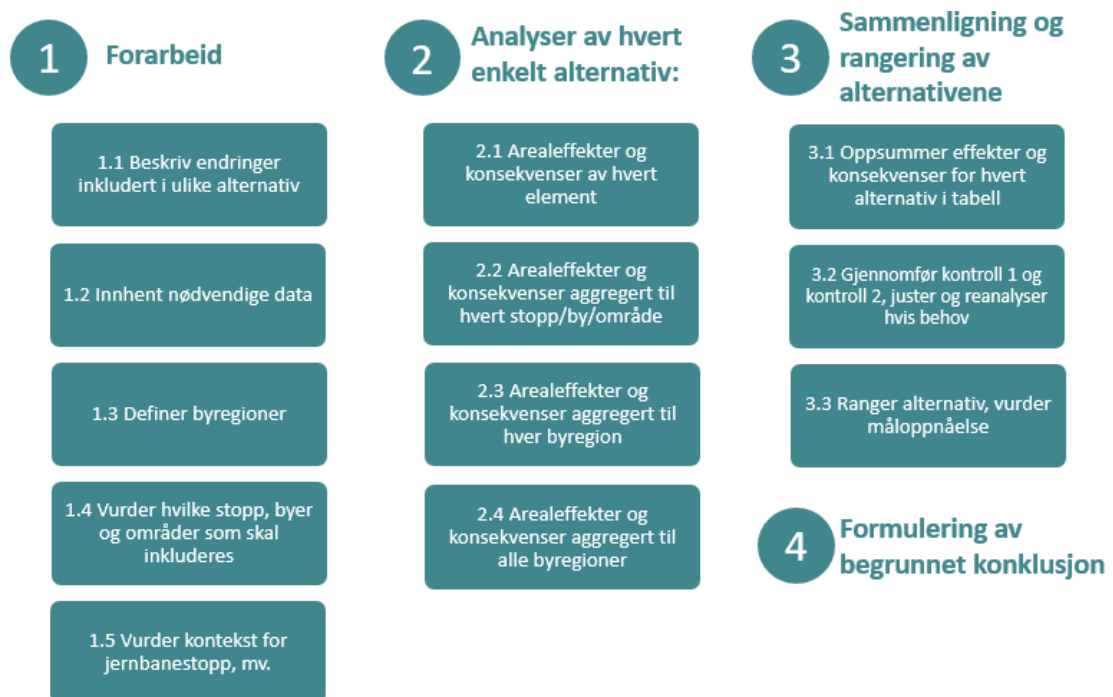 1
Forarbeid
1.1 Beskriv endringer
inkludert i ulike alternativ
1.2 Innhent nødvendige data
1.3 Definer byregioner
1.4 Vurder hvilke stopp, byer
og områder som skal
inkluderes
1.5 Vurder kontekst for
jernbanestopp, mv.
2
Analyser av hvert
enkelt alternativ:
2.1 Arealeffekter og
konsekvenser av hvert
element
2.2 Arealeffekter og
konsekvenser aggregert til
hvert stopp/by/område
2.3 Arealeffekter og
konsekvenser aggregert til
hver byregion
2.4 Arealeffekter og
konsekvenser aggregert til
alle byregioner
3
Sammenligning og
rangering av
alternativene
3.1 Oppsummer effekter og
konsekvenser for hvert
alternativ i tabell
3.2 Gjennomfør kontroll 1 og
kontroll 2, juster og reanalyser
hvis behov
3.3 Ranger alternativ, vurder
måloppnåelse
4
Formulering av
begrunnet konklusjon